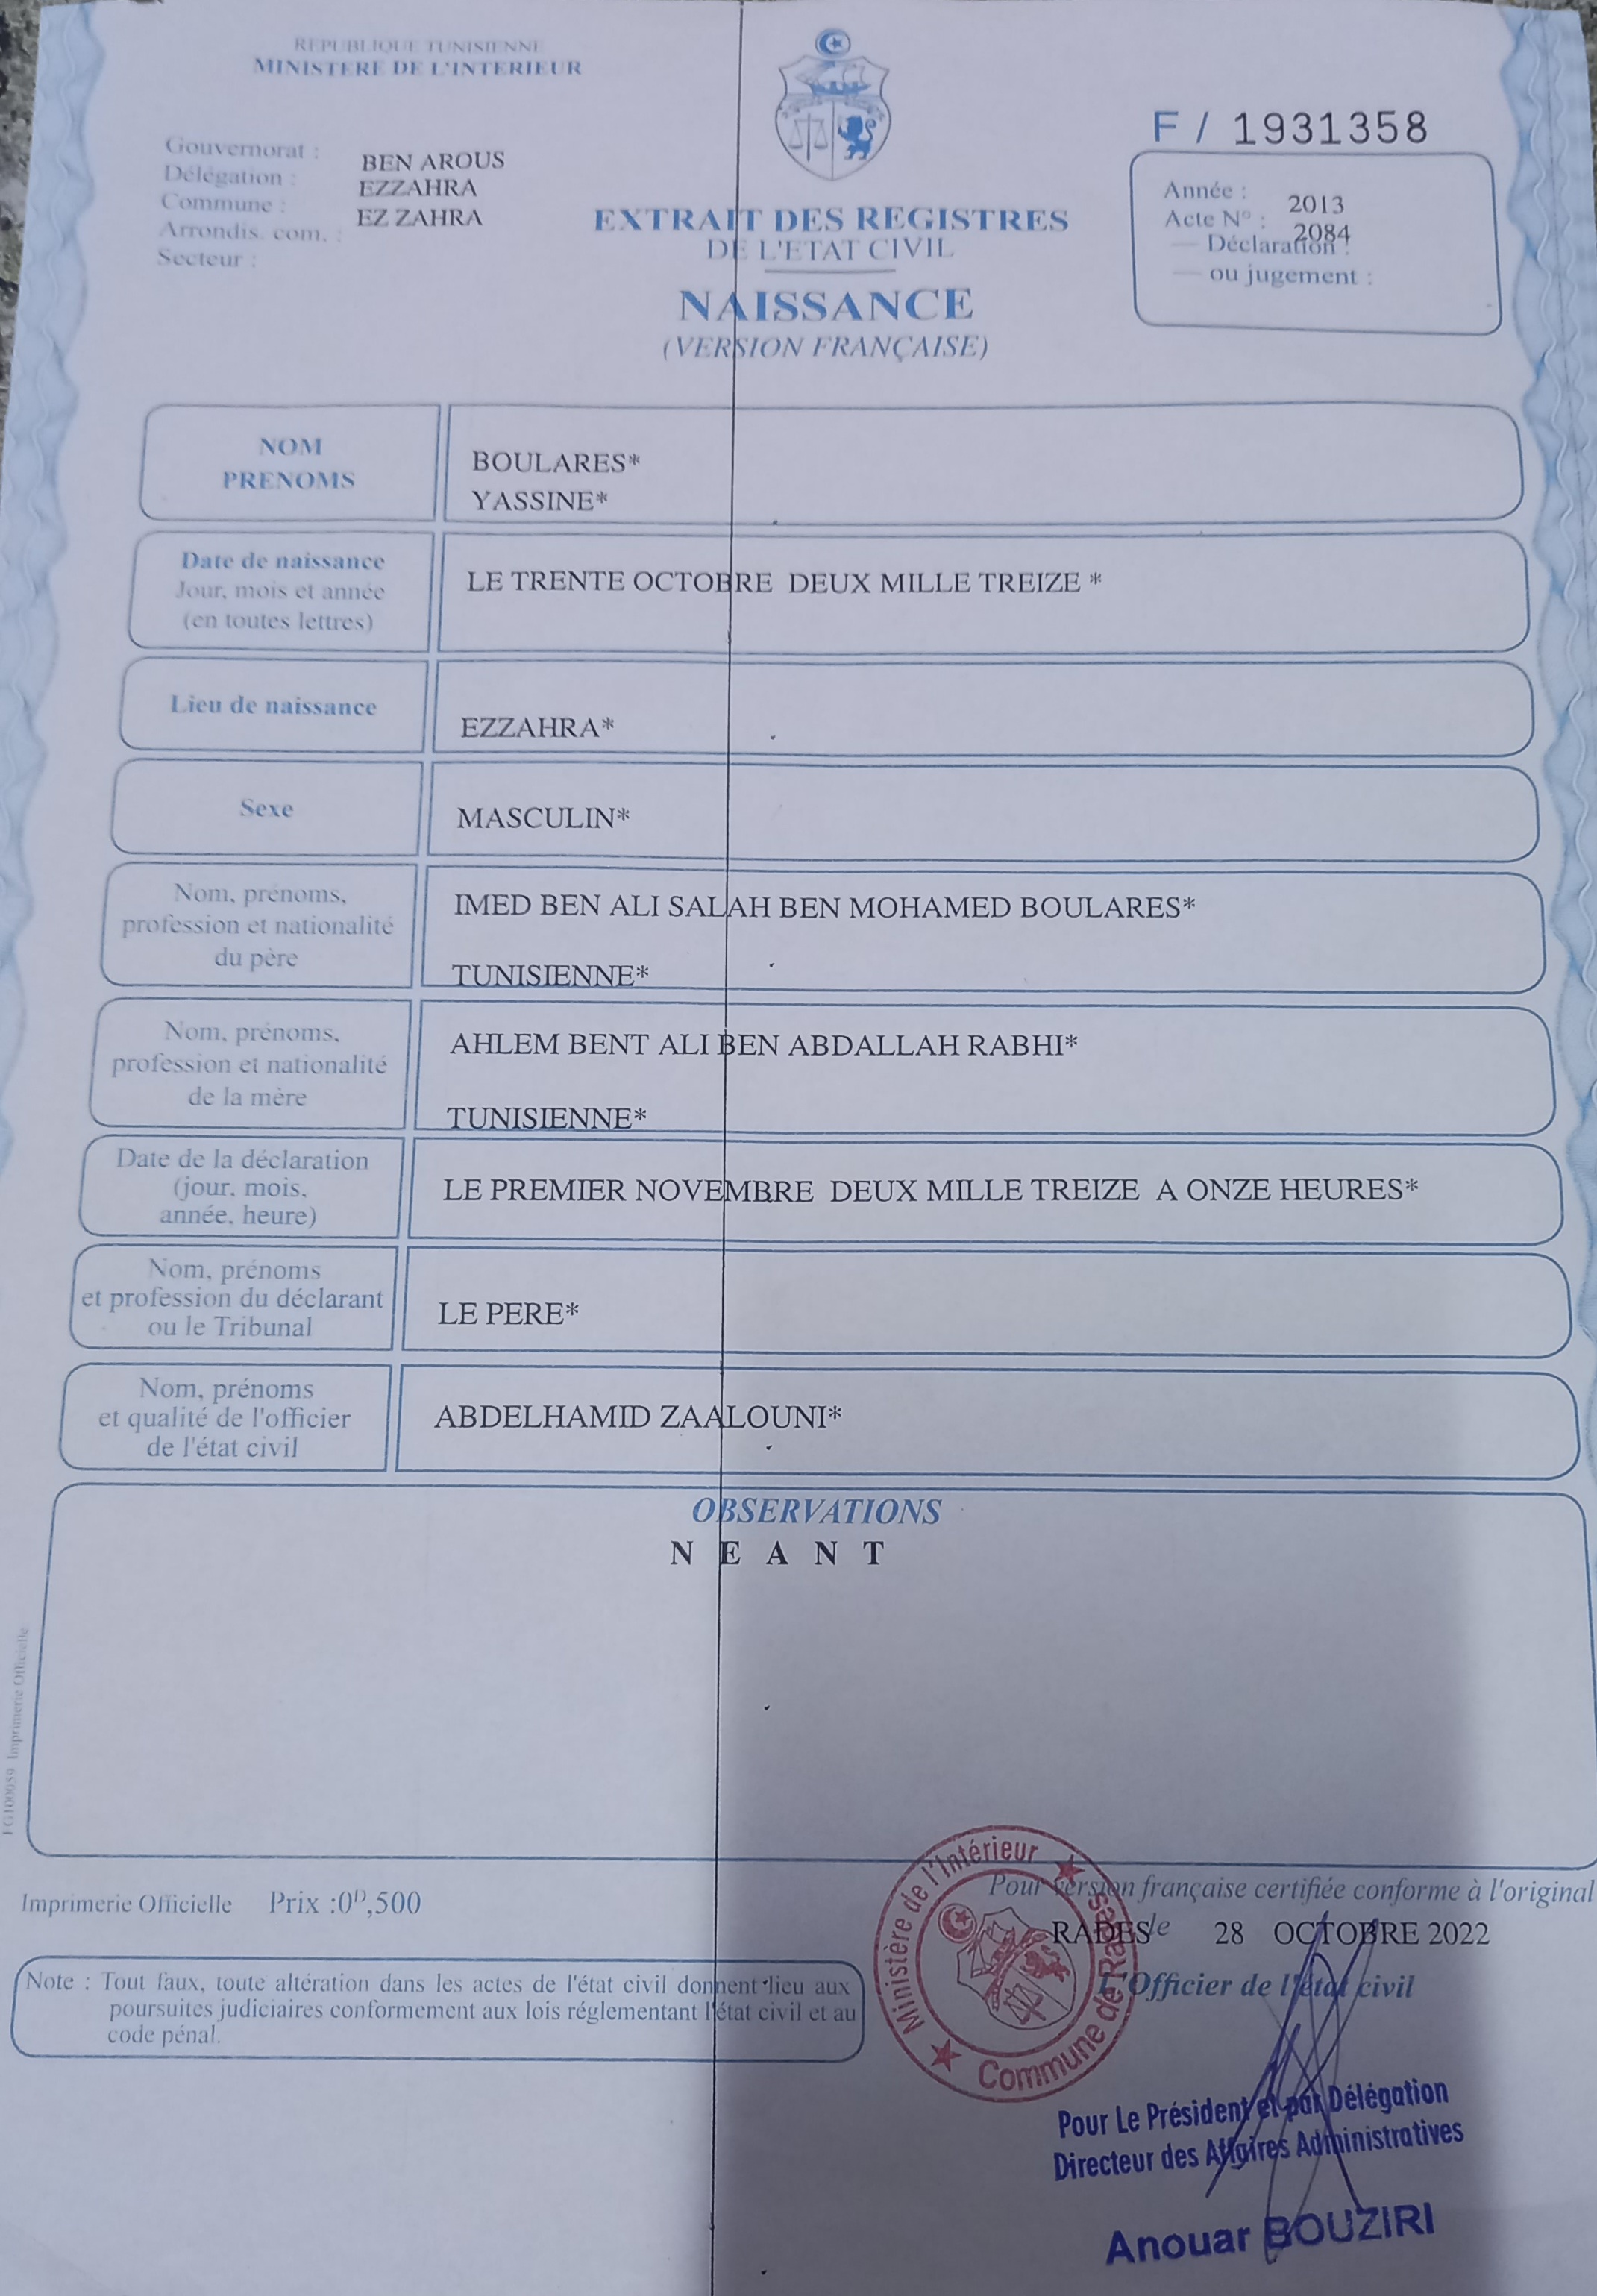 REPUBLIQUE TUNISIENNE
MINISTERE DE L'INTERIEUR
Gouvernorat : BEN AROUS
Délégation : EZZAHRA
Commune : EZ ZAHRA
Arrondis. com. :
Secteur :
EXTRAIT DES REGISTRES
DE L'ETAT CIVIL
NAISSANCE
(VERSION FRANÇAISE)
F / 1931358
Année : 2013
Acte N° : 2084
— Déclaration :
— ou jugement :
NOM BOULARES*
PRENOMS YASSINE*
Date de naissance
Jour, mois et année
(en toutes lettres)
LE TRENTE OCTOBRE DEUX MILLE TREIZE *
Lieu de naissance
EZZAHRA*
Sexe
MASCULIN*
Nom, prénoms,
profession et nationalité
du père
IMED BEN ALI SALAH BEN MOHAMED BOULARES*
TUNISIENNE*
Nom, prénoms,
profession et nationalité
de la mère
AHLEM BENT ALI BEN ABDALLAH RABHI*
TUNISIENNE*
Date de la déclaration
(jour, mois,
année, heure)
LE PREMIER NOVEMBRE DEUX MILLE TREIZE A ONZE HEURES*
Nom, prénoms
et profession du déclarant
ou le Tribunal
LE PERE*
Nom, prénoms
et qualité de l'officier
de l'état civil
ABDELHAMID ZAALOUNI*
OBSERVATIONS
N E A N T
FG100059 Imprimerie Officielle
Imprimerie Officielle Prix :0D,500
Note : Tout faux, toute altération dans les actes de l'état civil donnent lieu aux
poursuites judiciaires conformement aux lois réglementant l'état civil et au
code pénal.
Pour version française certifiée conforme à l'original
RADES le 28 OCTOBRE 2022
L'Officier de l'état civil
Ministère de l'Intérieur
Commune de Rades
Pour Le Président et par Délégation
Directeur des Affaires Administratives
Anouar BOUZIRI